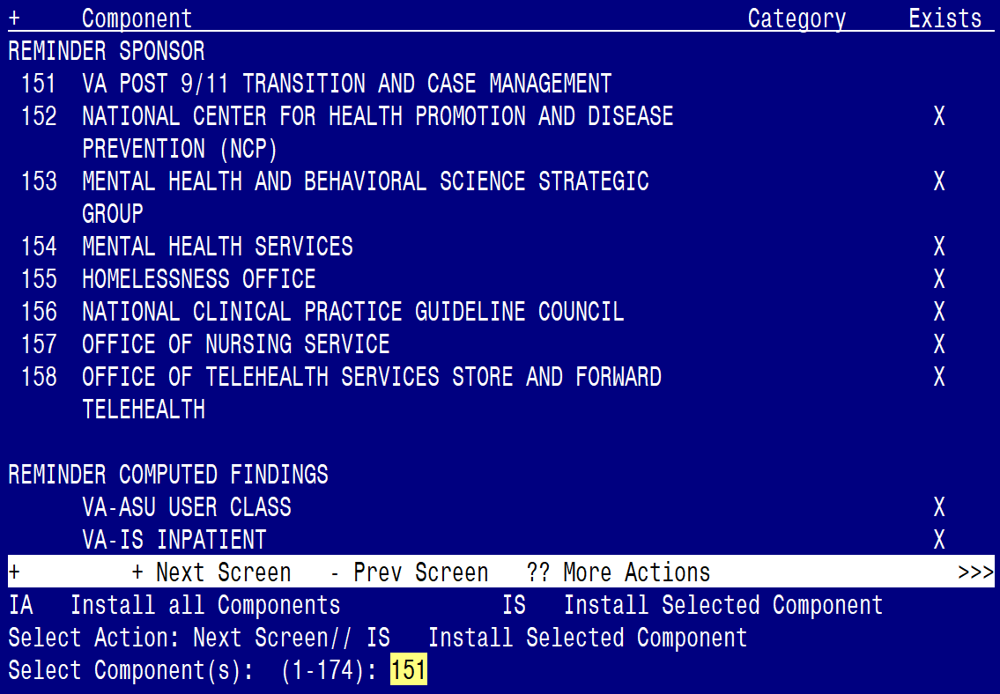 + Component Category Exists
REMINDER SPONSOR
151 VA POST 9/11 TRANSITION AND CASE MANAGEMENT
152 NATIONAL CENTER FOR HEALTH PROMOTION AND DISEASE X
PREVENTION (NCP)
153 MENTAL HEALTH AND BEHAVIORAL SCIENCE STRATEGIC X
GROUP
154 MENTAL HEALTH SERVICES X
155 HOMELESSNESS OFFICE X
156 NATIONAL CLINICAL PRACTICE GUIDELINE COUNCIL X
157 OFFICE OF NURSING SERVICE X
158 OFFICE OF TELEHEALTH SERVICES STORE AND FORWARD X
TELEHEALTH
REMINDER COMPUTED FINDINGS
VA-ASU USER CLASS X
VA-IS INPATIENT X
+ + Next Screen - Prev Screen ?? More Actions >>>
IA Install all Components IS Install Selected Component
Select Action: Next Screen// IS Install Selected Component
Select Component(s): (1-174): 151